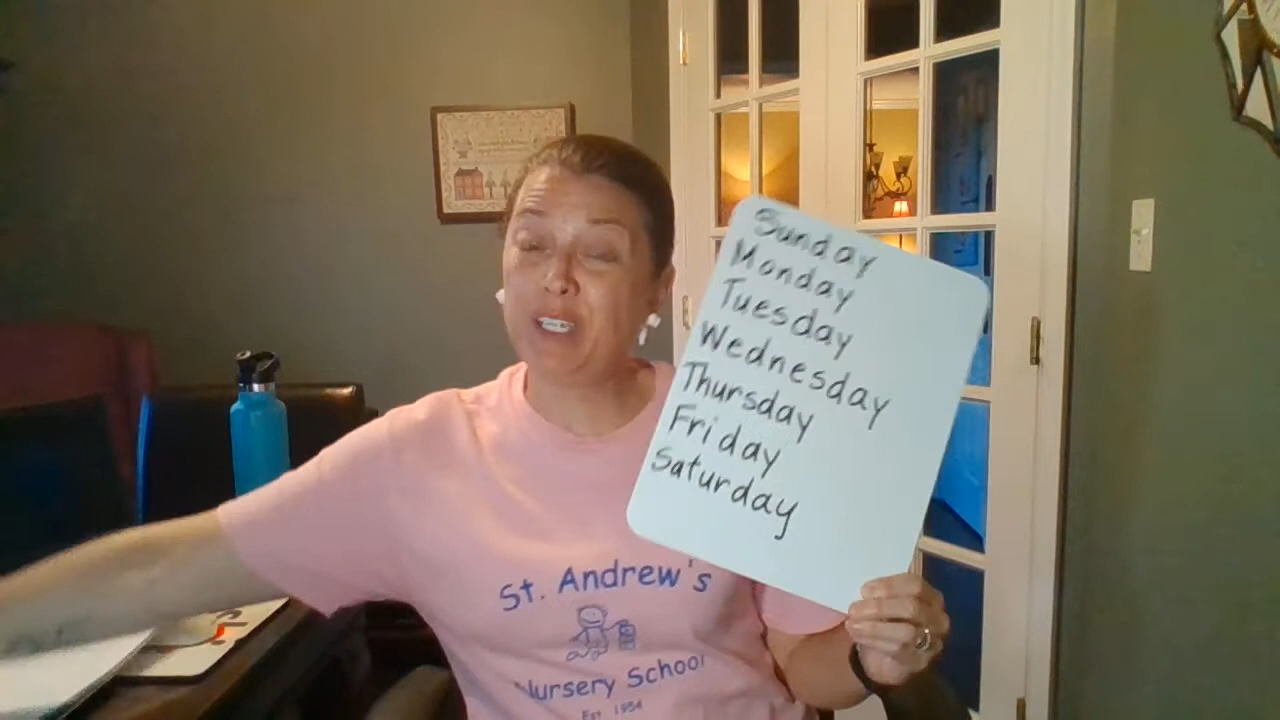 Sunday
Monday
Tuesday
Wednesday
Thursday
Friday
Saturday
St. Andrew's
Nursery School
Est. 1954